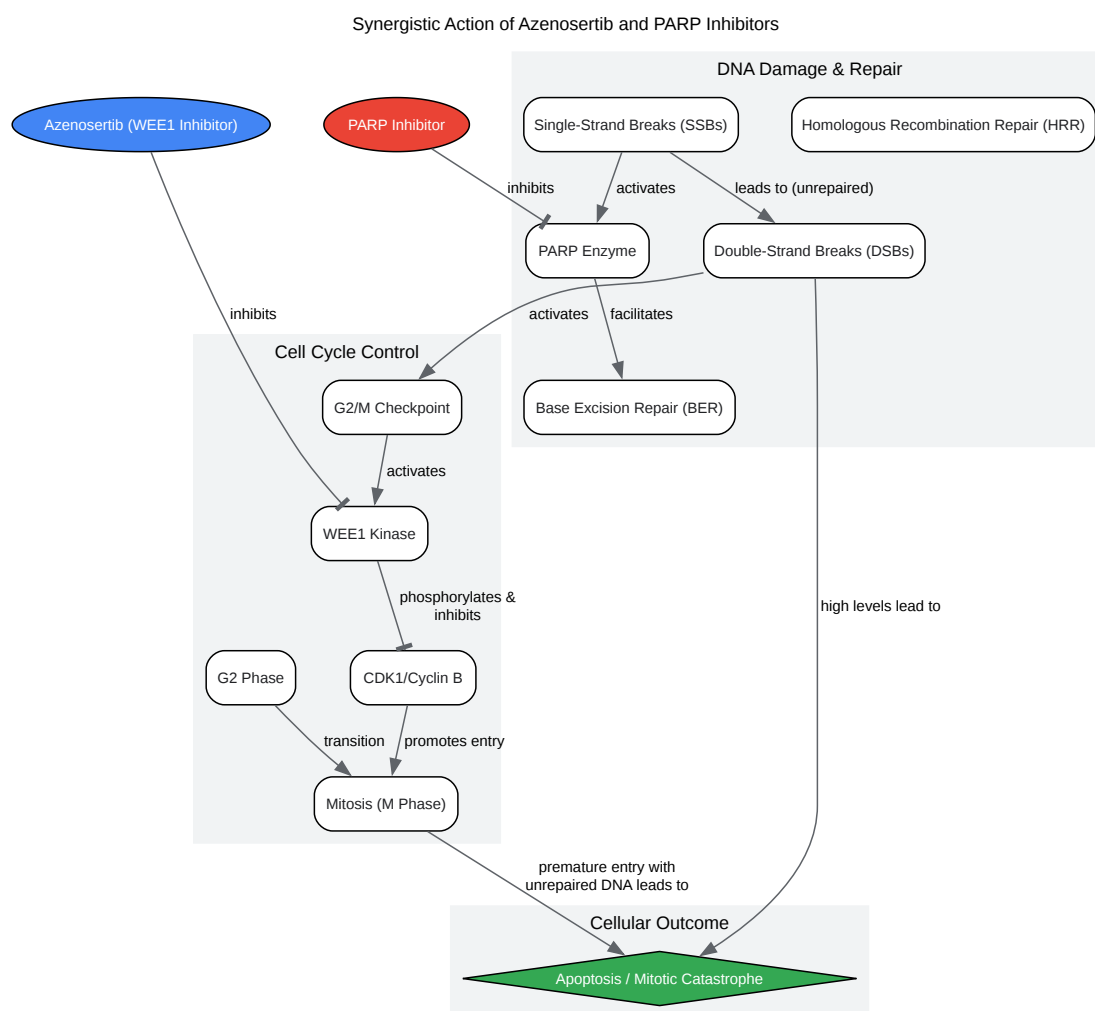 Synergistic Action of Azenosertib and PARP Inhibitors
DNA Damage & Repair
Azenosertib (WEE1 Inhibitor)
PARP Inhibitor
Single-Strand Breaks (SSBs)
Homologous Recombination Repair (HRR)
inhibits
activates
leads to (unrepaired)
PARP Enzyme
Double-Strand Breaks (DSBs)
inhibits
activates
facilitates
Cell Cycle Control
G2/M Checkpoint
Base Excision Repair (BER)
activates
WEE1 Kinase
phosphorylates &
inhibits
high levels lead to
G2 Phase
CDK1/Cyclin B
transition
promotes entry
Mitosis (M Phase)
premature entry with
unrepaired DNA leads to
Cellular Outcome
Apoptosis / Mitotic Catastrophe